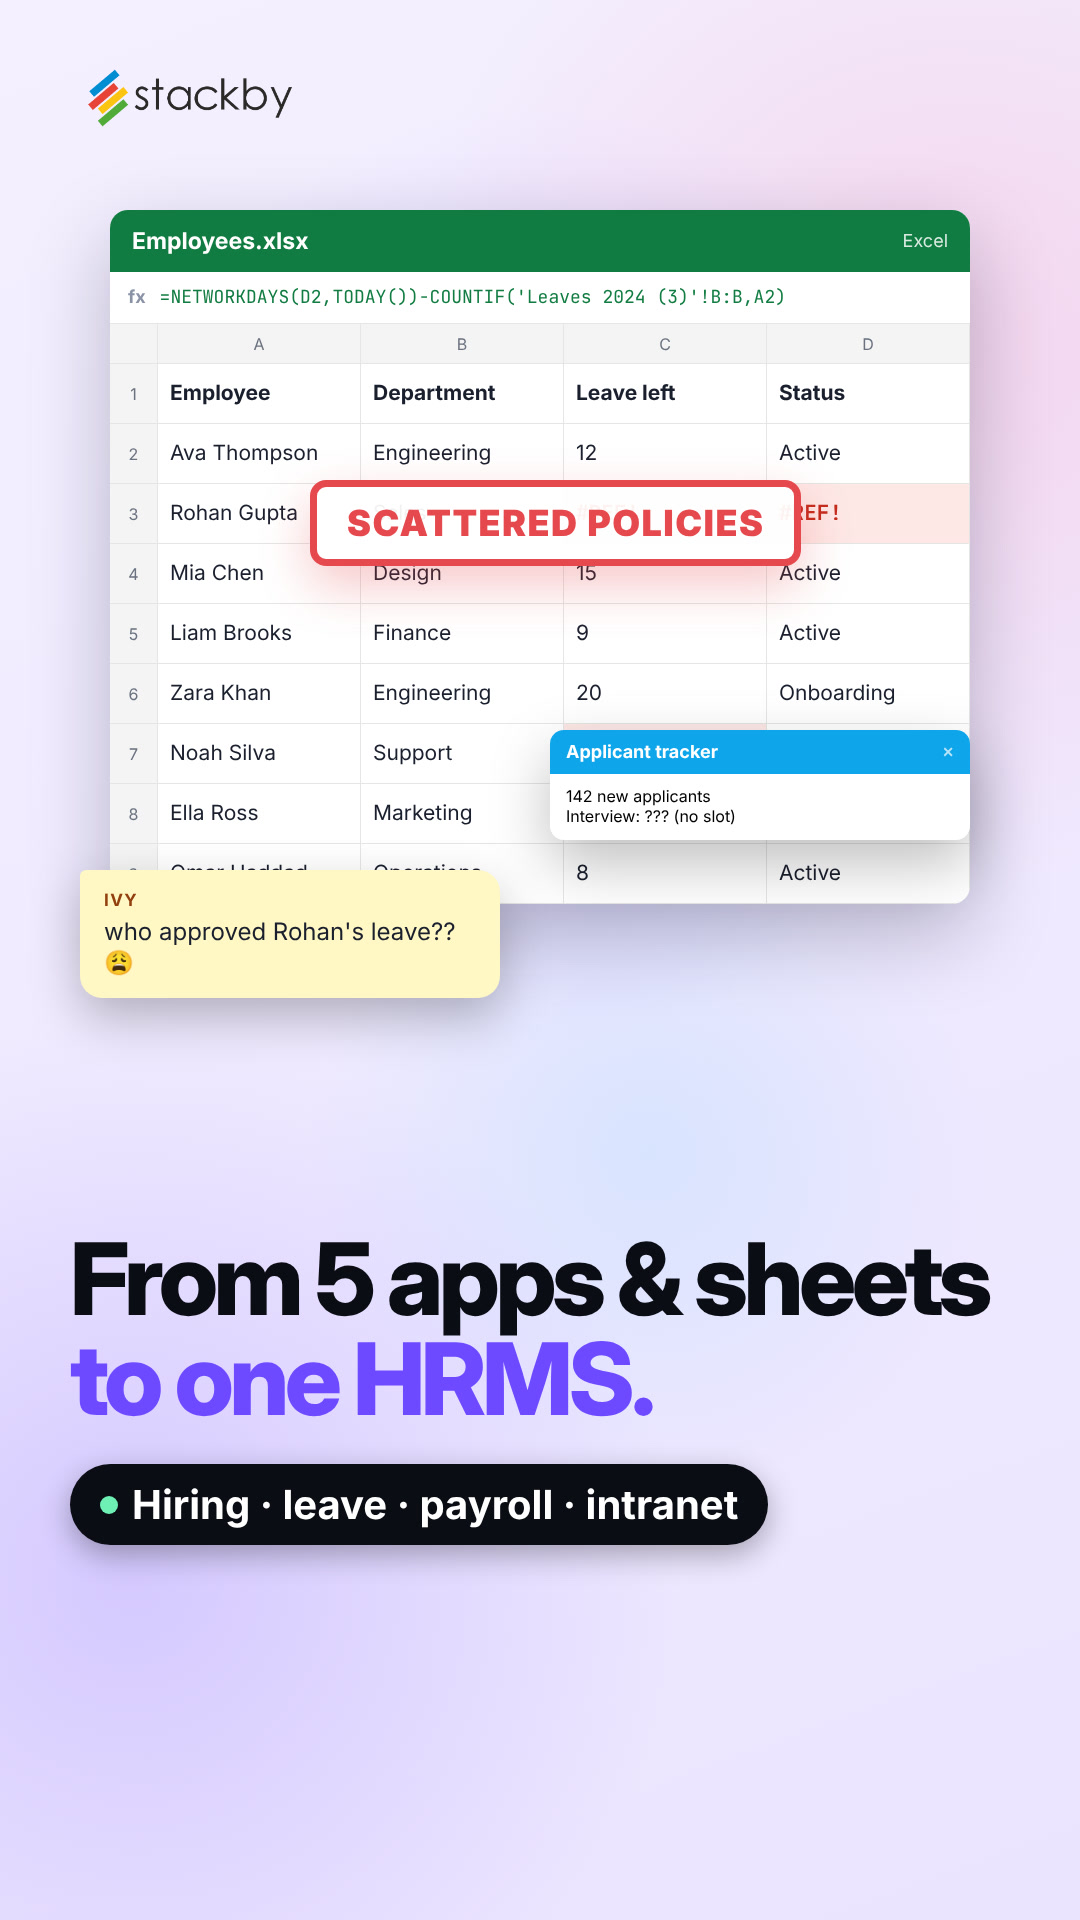 stackby
Employees.xlsx Excel
fx =NETWORKDAYS(D2,TODAY())-COUNTIF('Leaves 2024 (3)'!B:B,A2)
A B C D
1 Employee Department Leave left Status
2 Ava Thompson Engineering 12 Active
3 Rohan Gupta #REF!
SCATTERED POLICIES
4 Mia Chen Design 15 Active
5 Liam Brooks Finance 9 Active
6 Zara Khan Engineering 20 Onboarding
7 Noah Silva Support
Applicant tracker ×
8 Ella Ross Marketing
142 new applicants
Interview: ??? (no slot)
8 Active
IVY
who approved Rohan's leave??
😩
From 5 apps & sheets
to one HRMS.
Hiring · leave · payroll · intranet